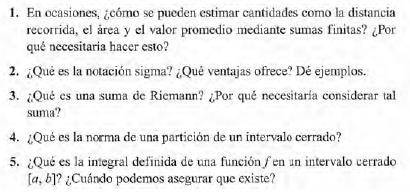 1. En ocasiones, ¿cómo se pueden estimar cantidades como la distancia
recorrida, el área y el valor promedio mediante sumas finitas? ¿Por
qué necesitaría hacer esto?
2. ¿Qué es la notación sigma? ¿Qué ventajas ofrece? Dé ejemplos.
3. ¿Qué es una suma de Riemann? ¿Por qué necesitaría considerar tal
suma?
4. ¿Qué es la norma de una partición de un intervalo cerrado?
5. ¿Qué es la integral definida de una función f en un intervalo cerrado
[a, b]? ¿Cuándo podemos asegurar que existe?